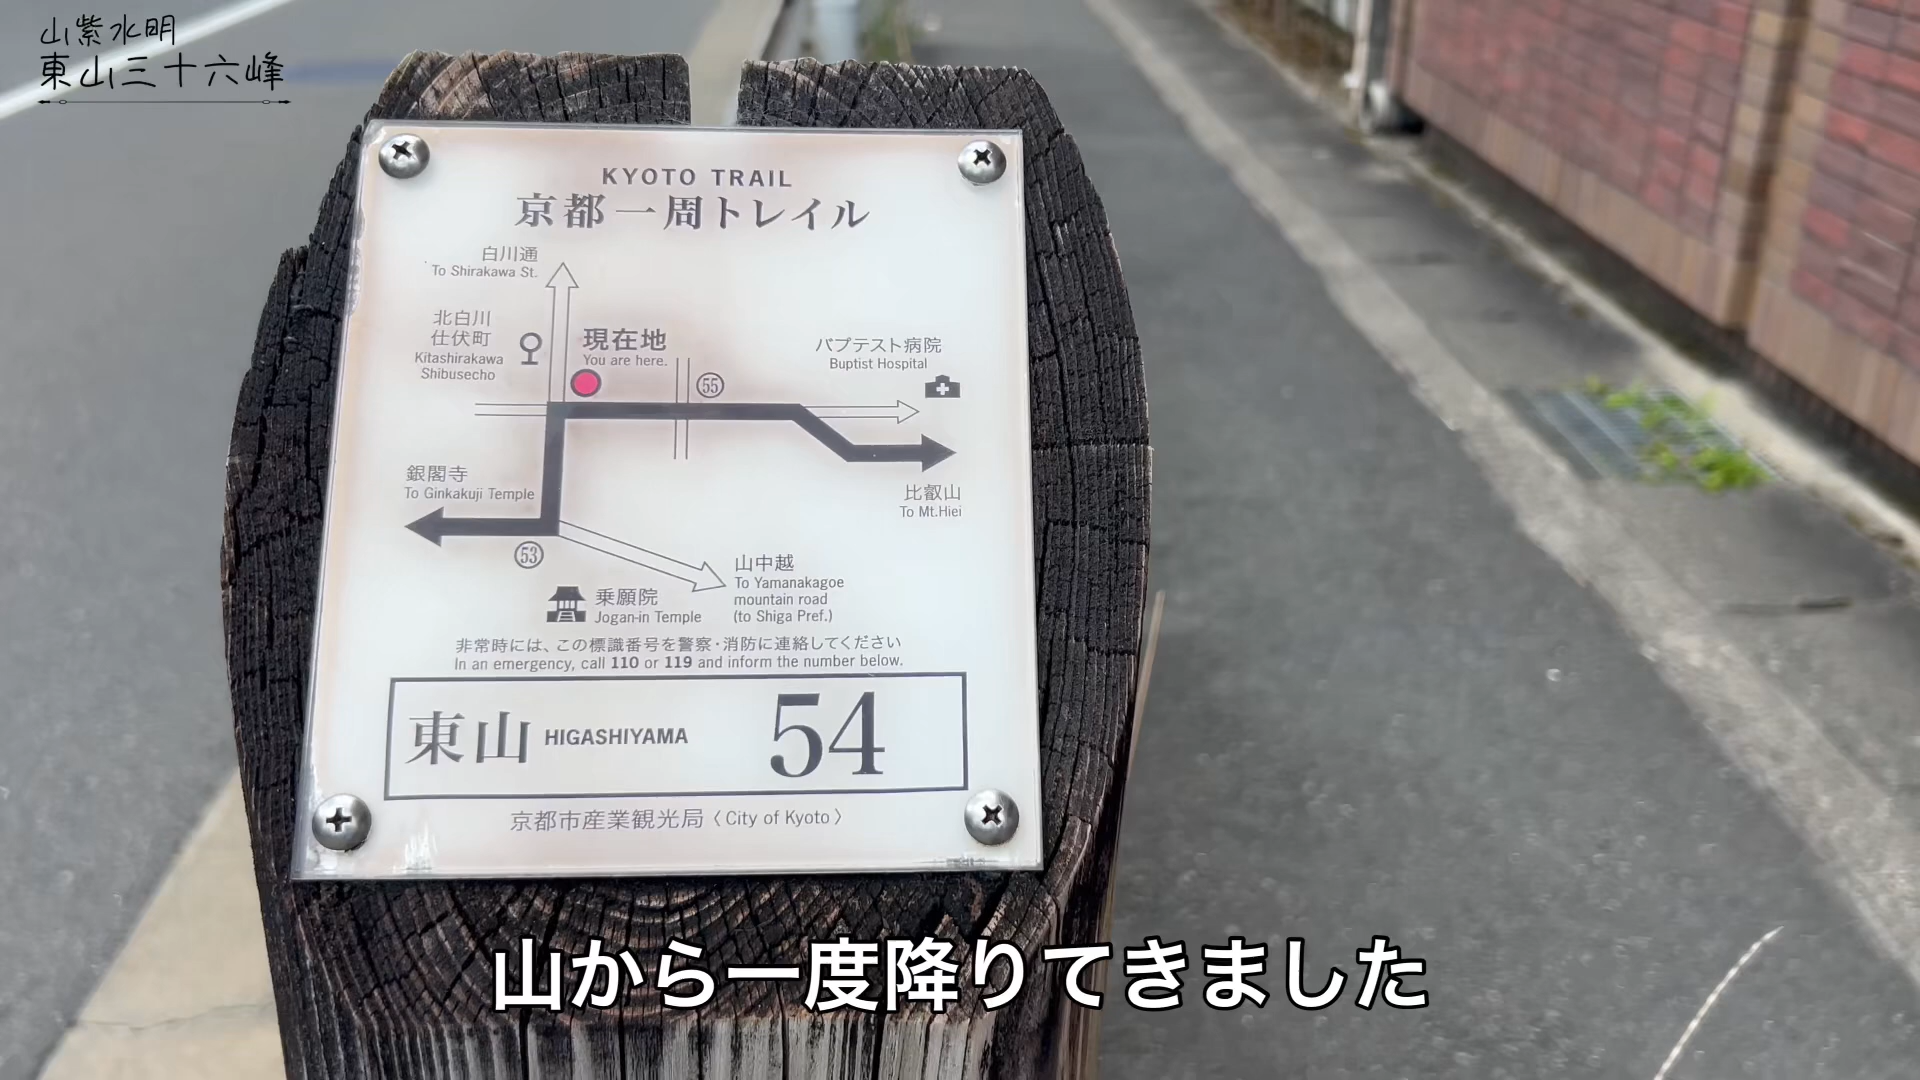 山紫水明
東山三十六峰
KYOTO TRAIL
京都一周トレイル
白川通
To Shirakawa St.
北白川
仕伏町
Kitashirakawa
Shibusecho
現在地
You are here.
55
バプテスト病院
Buptist Hospital
銀閣寺
To Ginkakuji Temple
比叡山
To Mt.Hiei
53
山中越
To Yamanakagoe
mountain road
(to Shiga Pref.)
乗願院
Jogan-in Temple
非常時には、この標識番号を警察・消防に連絡してください
In an emergency, call 110 or 119 and inform the number below.
東山 HIGASHIYAMA 54
京都市産業観光局〈City of Kyoto〉
山から一度降りてきました